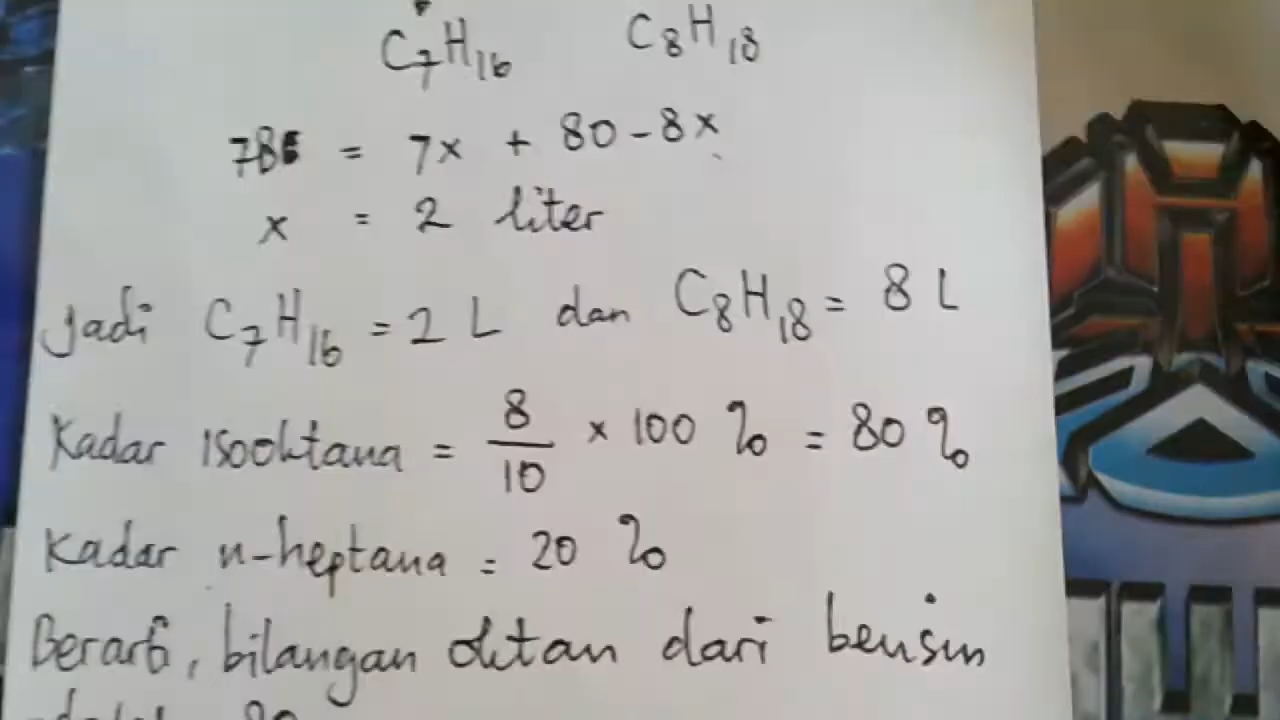 C₇H₁₆ C₈H₁₈
78 = 7x + 80 - 8x
x = 2 liter
Jadi C₇H₁₆ = 2 L dan C₈H₁₈ = 8 L
Kadar Isooktana = 8/10 × 100 % = 80 %
Kadar n-heptana = 20 %
Berarti, bilangan oktan dari bensin